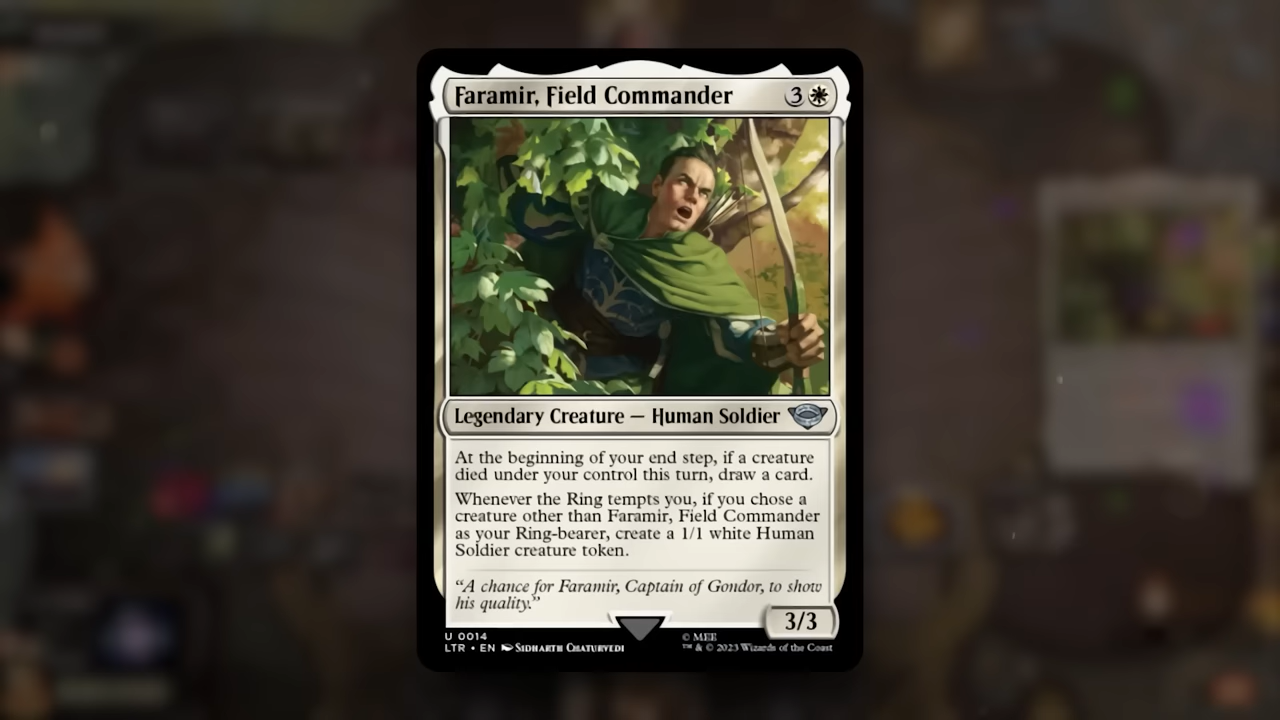 Faramir, Field Commander 3
Legendary Creature — Human Soldier
At the beginning of your end step, if a creature
died under your control this turn, draw a card.
Whenever the Ring tempts you, if you chose a
creature other than Faramir, Field Commander
as your Ring-bearer, create a 1/1 white Human
Soldier creature token.
“A chance for Faramir, Captain of Gondor, to show
his quality.”
3/3
U 0014
LTR • EN SIDHARTH CHATURVEDI
© MEE
™ & © 2023 Wizards of the Coast